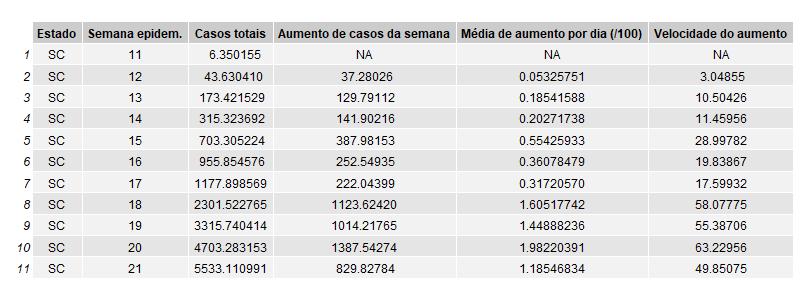 Estado Semana epidem. Casos totais Aumento de casos da semana Média de aumento por dia (/100) Velocidade do aumento
1 SC 11 6.350155 NA NA NA
2 SC 12 43.630410 37.28026 0.05325751 3.04855
3 SC 13 173.421529 129.79112 0.18541588 10.50426
4 SC 14 315.323692 141.90216 0.20271738 11.45956
5 SC 15 703.305224 387.98153 0.55425933 28.99782
6 SC 16 955.854576 252.54935 0.36078479 19.83867
7 SC 17 1177.898569 222.04399 0.31720570 17.59932
8 SC 18 2301.522765 1123.62420 1.60517742 58.07775
9 SC 19 3315.740414 1014.21765 1.44888236 55.38706
10 SC 20 4703.283153 1387.54274 1.98220391 63.22956
11 SC 21 5533.110991 829.82784 1.18546834 49.85075